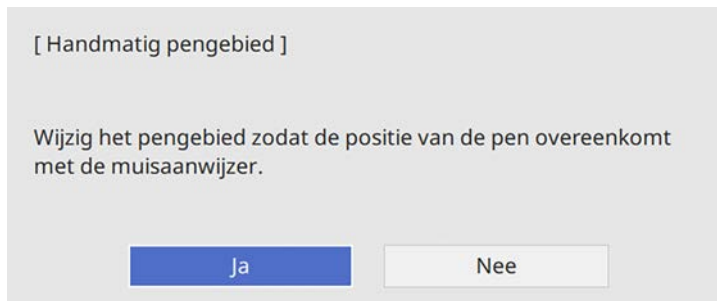 [ Handmatig pengebied ]
Wijzig het pengebied zodat de positie van de pen overeenkomt
met de muisaanwijzer.
Ja
Nee